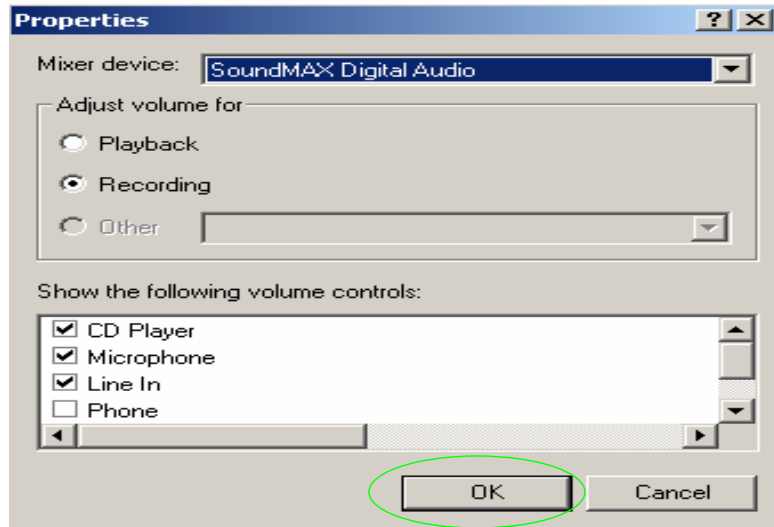 Properties
Mixer device: SoundMAX Digital Audio
Adjust volume for
Playback
Recording
Other
Show the following volume controls:
CD Player
Microphone
Line In
Phone
OK Cancel